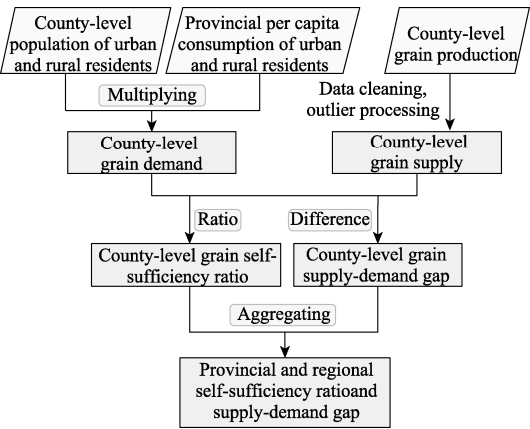 County-level
population of urban
and rural residents
Provincial per capita
consumption of urban
and rural residents
County-level
grain production
Multiplying
Data cleaning,
outlier processing
County-level
grain demand
County-level
grain supply
Ratio
Difference
County-level grain self-
sufficiency ratio
County-level grain
supply-demand gap
Aggregating
Provincial and regional
self-sufficiency ratioand
supply-demand gap